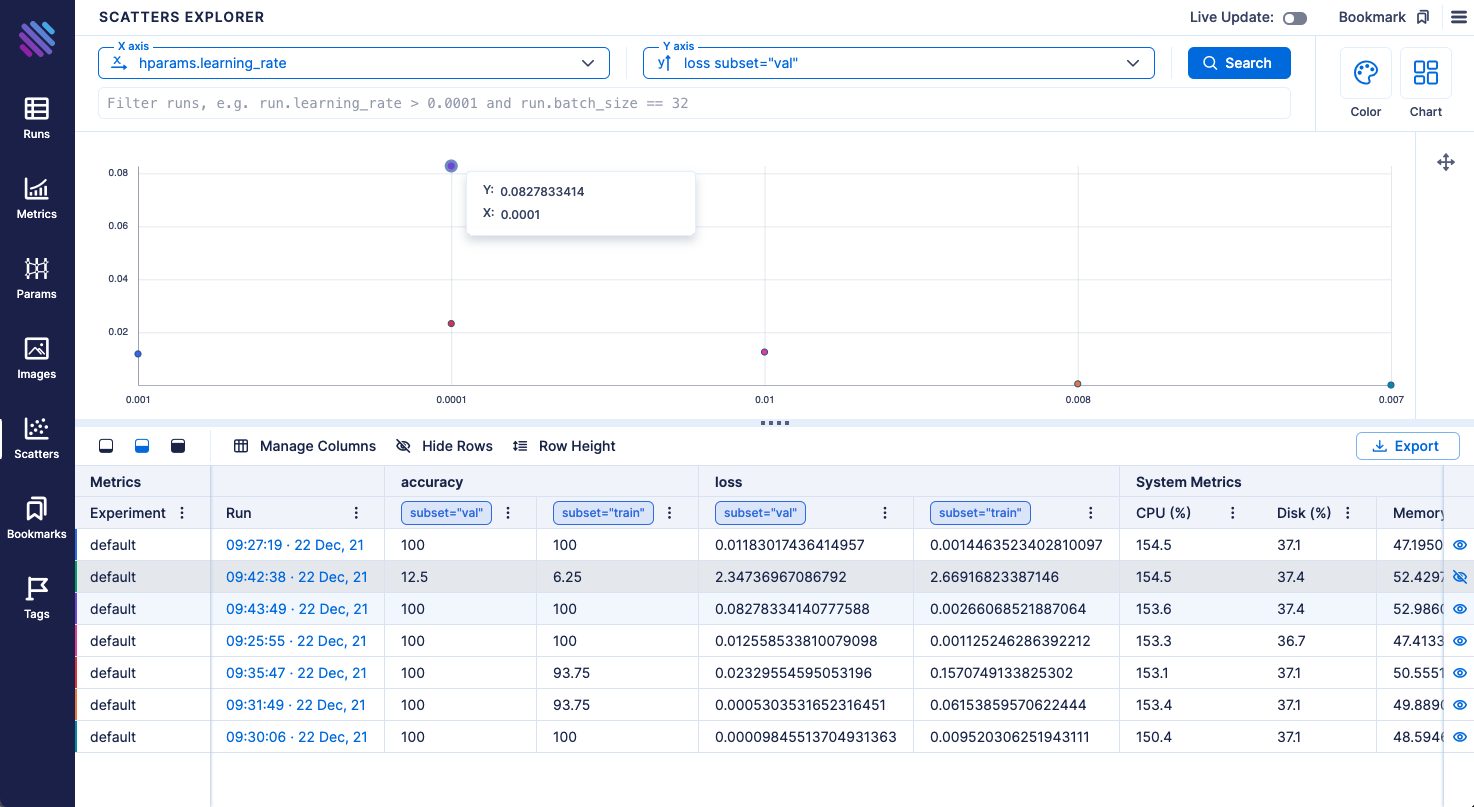 SCATTERS EXPLORER
Live Update:
Bookmark
X axis
hparams.learning_rate
Y axis
loss subset="val"
Search
Filter runs, e.g. run.learning_rate > 0.0001 and run.batch_size == 32
Color
Chart
Runs
Metrics
Params
Images
Scatters
Bookmarks
Tags
0.08
0.06
0.04
0.02
Y: 0.0827833414
X: 0.0001
0.001 0.0001 0.01 0.008 0.007
Manage Columns Hide Rows Row Height Export
Metrics accuracy loss System Metrics
Experiment Run subset="val" subset="train" subset="val" subset="train" CPU (%) Disk (%) Memory
default 09:27:19 · 22 Dec, 21 100 100 0.01183017436414957 0.0014463523402810097 154.5 37.1 47.1950
default 09:42:38 · 22 Dec, 21 12.5 6.25 2.34736967086792 2.66916823387146 154.5 37.4 52.4297
default 09:43:49 · 22 Dec, 21 100 100 0.08278334140777588 0.00266068521887064 153.6 37.4 52.9860
default 09:25:55 · 22 Dec, 21 100 100 0.012558533810079098 0.001125246286392212 153.3 36.7 47.4133
default 09:35:47 · 22 Dec, 21 100 93.75 0.02329554595053196 0.1570749133825302 153.1 37.1 50.5551
default 09:31:49 · 22 Dec, 21 100 93.75 0.0005303531652316451 0.06153859570622444 153.4 37.1 49.8890
default 09:30:06 · 22 Dec, 21 100 100 0.00009845513704931363 0.009520306251943111 150.4 37.1 48.5946